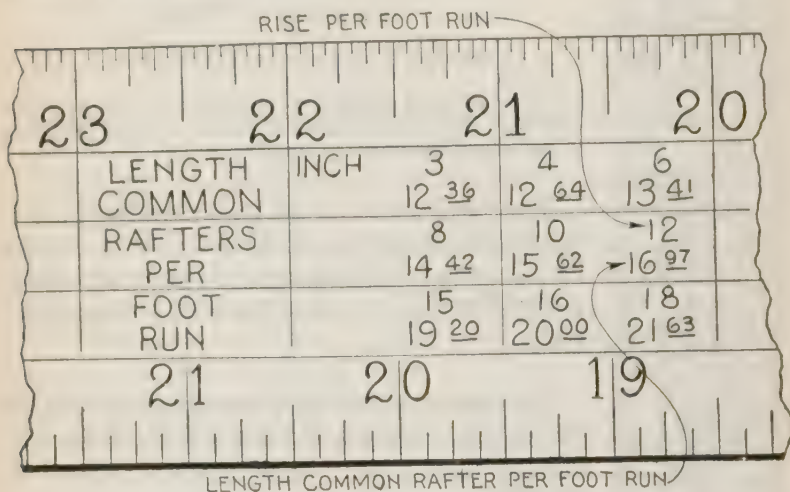 RISE PER FOOT RUN
23 22 21 20
LENGTH INCH 3 4 6
COMMON 12 36 12 64 13 41
RAFTERS 8 10 12
PER 14 42 15 62 16 97
FOOT 15 16 18
RUN 19 20 20 00 21 63
21 20 19
LENGTH COMMON RAFTER PER FOOT RUN